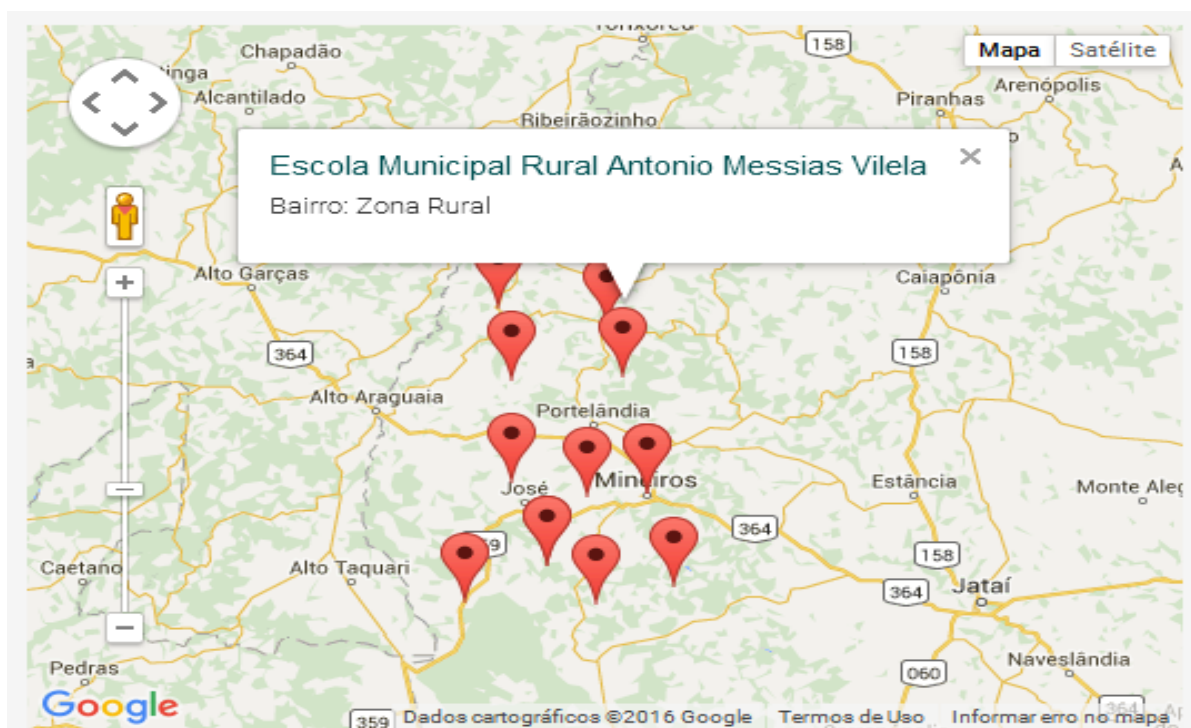 Torixoréu
158
Mapa Satélite
Chapadão
Alcantilado
Arenópolis
Piranhas
Ribeirãozinho
Escola Municipal Rural Antonio Messias Vilela
Bairro: Zona Rural
Alto Garças
Caiapônia
364
158
Alto Araguaia
Portelândia
José
Mineiros
Estância
Monte Aleg
364
158
Caetano
Alto Taquari
364
Jataí
Pedras
060
Naveslândia
Google
359
Dados cartográficos ©2016 Google
Termos de Uso
Informar erro no mapa
364